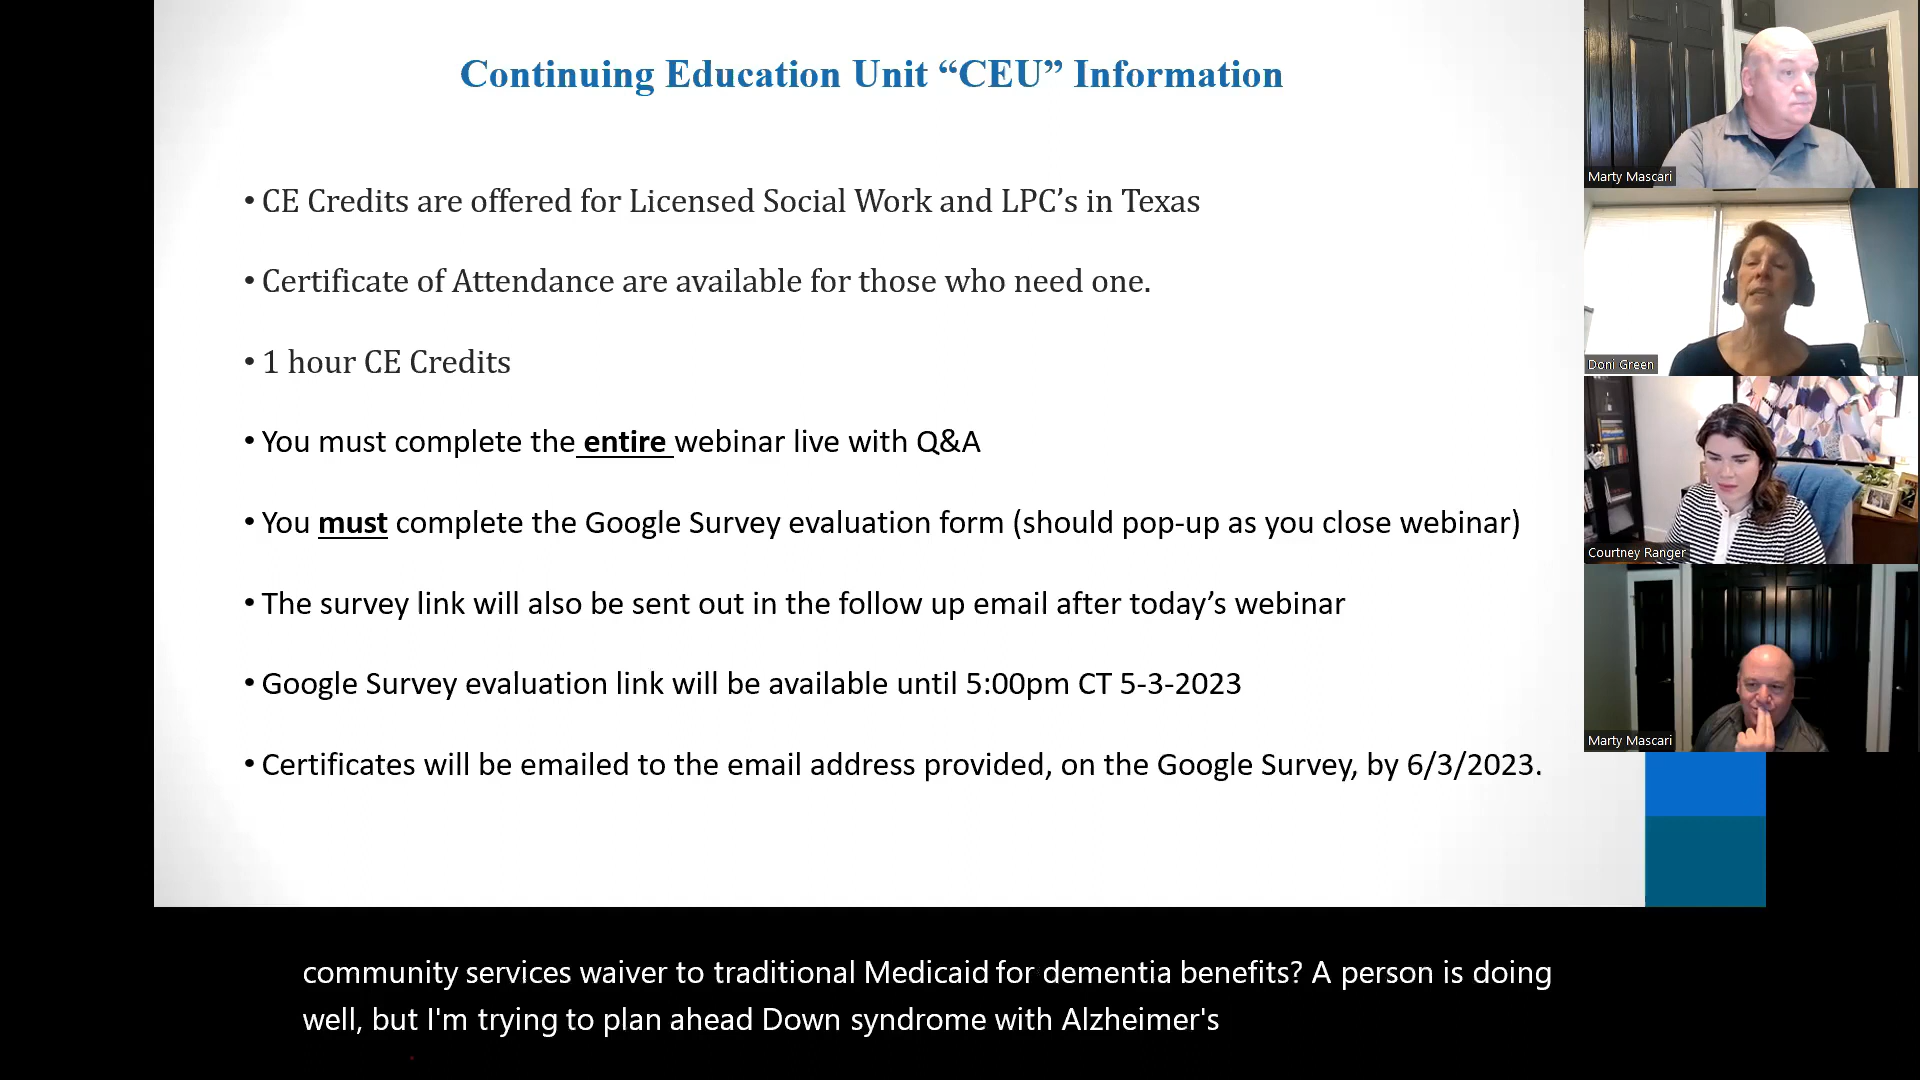 Continuing Education Unit “CEU” Information
• CE Credits are offered for Licensed Social Work and LPC’s in Texas
• Certificate of Attendance are available for those who need one.
• 1 hour CE Credits
• You must complete the entire webinar live with Q&A
• You must complete the Google Survey evaluation form (should pop-up as you close webinar)
• The survey link will also be sent out in the follow up email after today’s webinar
• Google Survey evaluation link will be available until 5:00pm CT 5-3-2023
• Certificates will be emailed to the email address provided, on the Google Survey, by 6/3/2023.
Marty Mascari
Doni Green
Courtney Ranger
Marty Mascari
community services waiver to traditional Medicaid for dementia benefits? A person is doing
well, but I'm trying to plan ahead Down syndrome with Alzheimer's